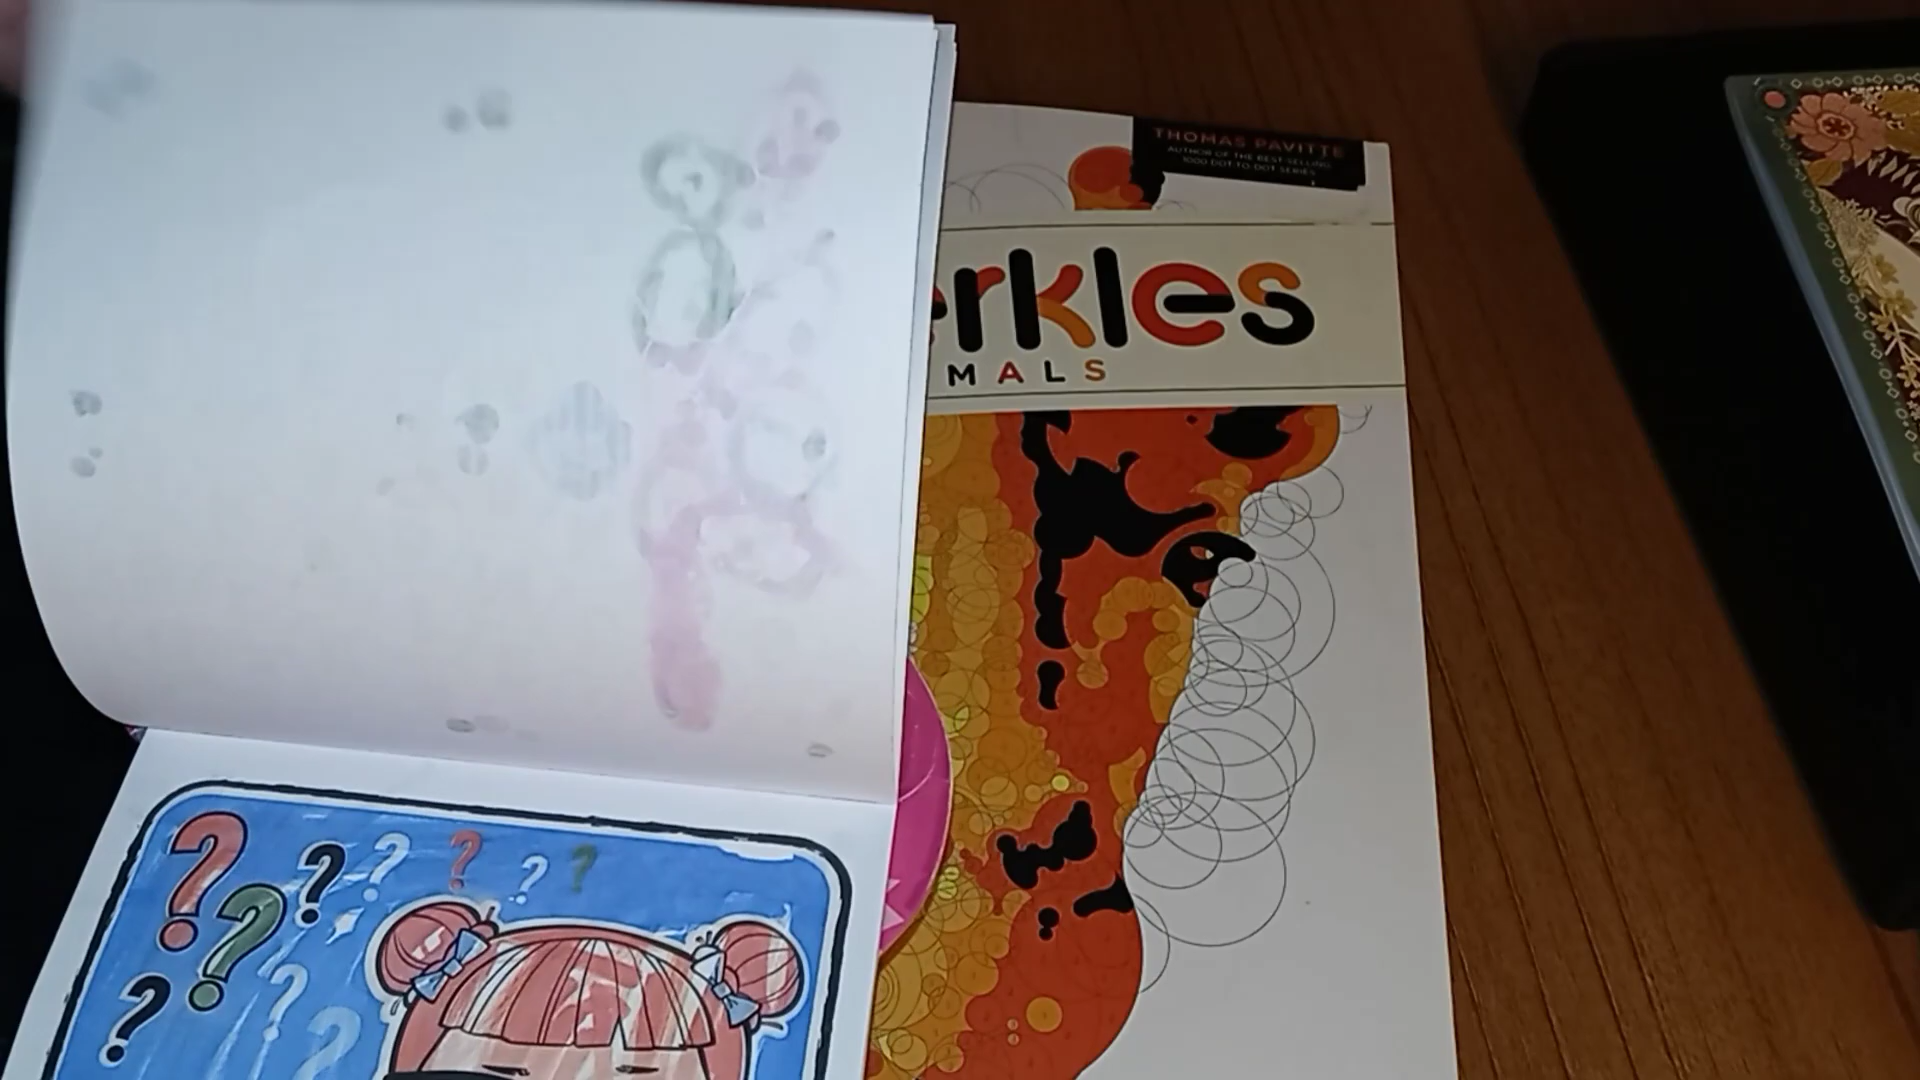 THOMAS PAVITTE
AUTHOR OF THE BEST-SELLING
1000 DOT-TO-DOT SERIES
erkles
MALS
? ? ? ? ? ?
?
? ?
?